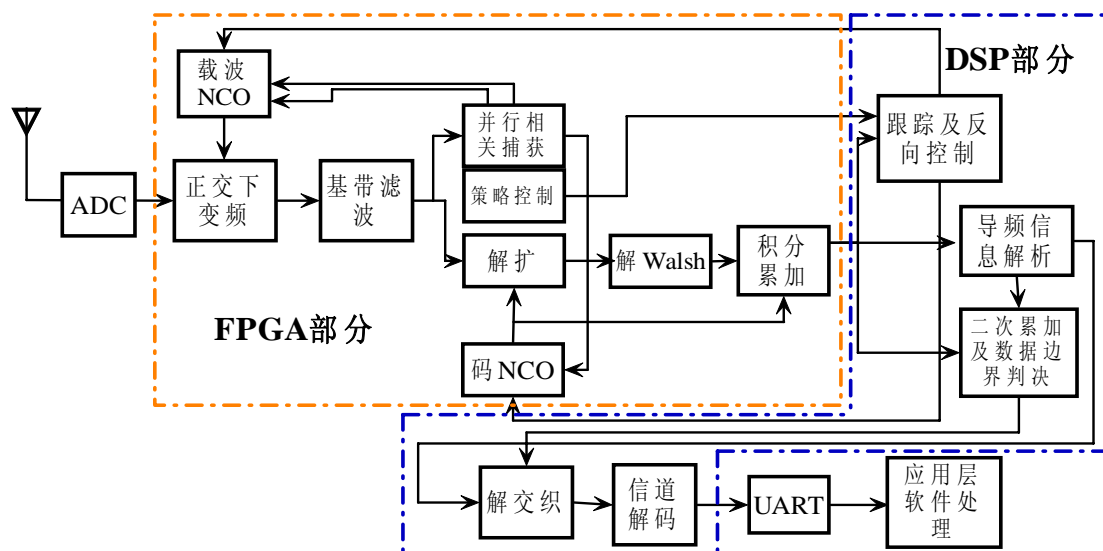 载波
NCO
DSP部分
并行相
关捕获
跟踪及反
向控制
ADC
正交下
变频
基带滤
波
策略控制
导频信
息解析
解扩
解 Walsh
积分
累加
FPGA部分
二次累加
及数据边
界判决
码 NCO
解交织
信道
解码
UART
应用层
软件处
理